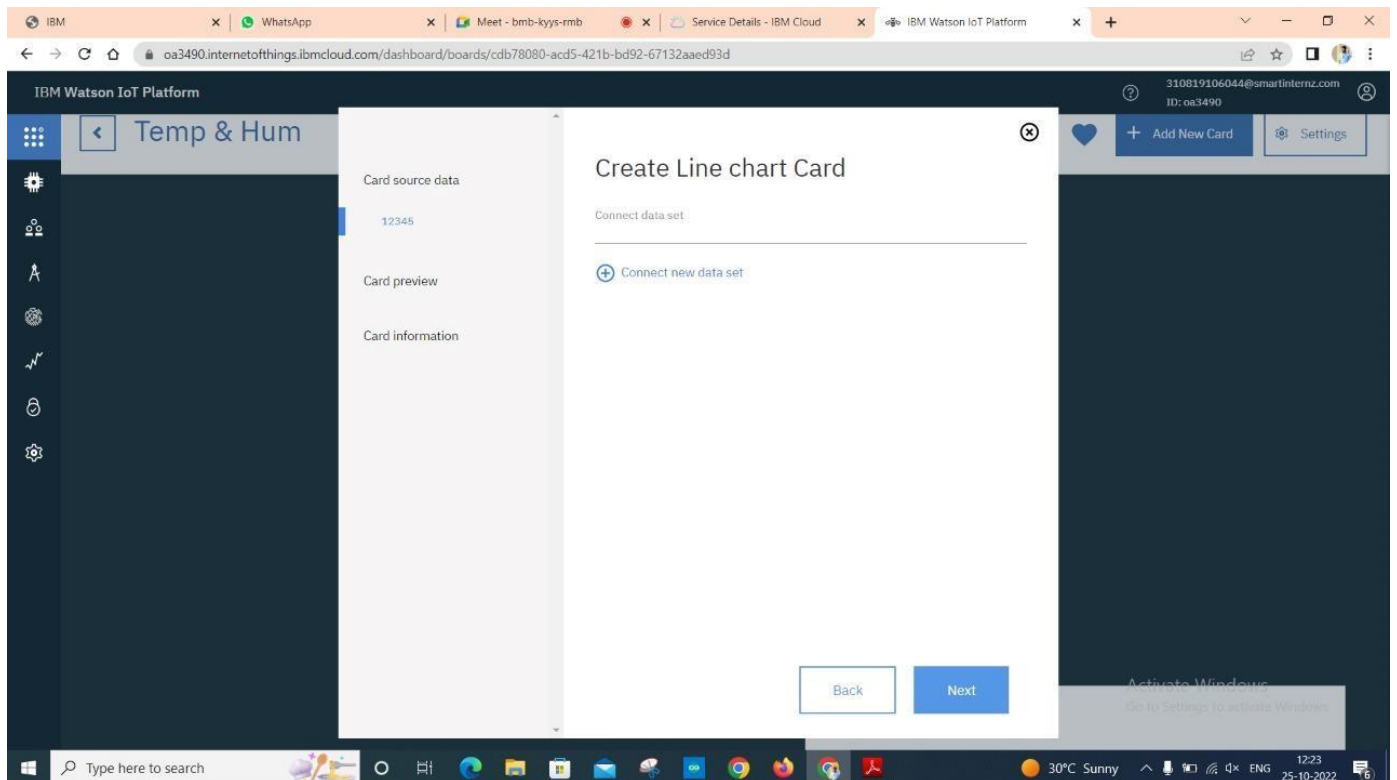 IBM
WhatsApp
Meet - bmb-kyys-rmb
Service Details - IBM Cloud
IBM Watson IoT Platform
oa3490.internetofthings.ibmcloud.com/dashboard/boards/cdb78080-acd5-421b-bd92-67132aaed93d
IBM Watson IoT Platform
310819106044@smartinternz.com
ID: oa3490
Temp & Hum
Add New Card
Settings
Card source data
12345
Card preview
Card information
Create Line chart Card
Connect data set
Connect new data set
Back
Next
Activate Windows
Go to Settings to activate Windows.
Type here to search
30°C Sunny
ENG
12:23
25-10-2022
6